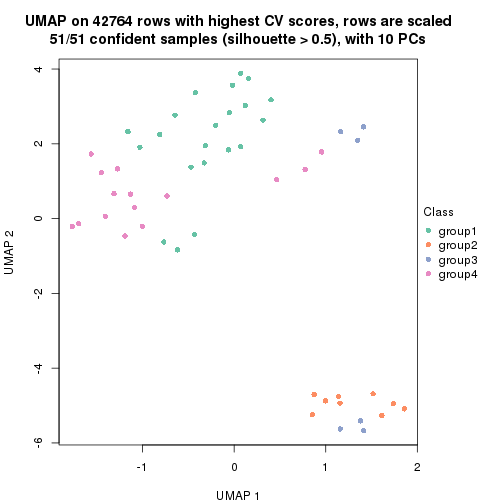 UMAP on 42764 rows with highest CV scores, rows are scaled
51/51 confident samples (silhouette > 0.5), with 10 PCs
4
2
0
-2
-4
-6
UMAP 2
-1
0
1
2
UMAP 1
Class
group1
group2
group3
group4